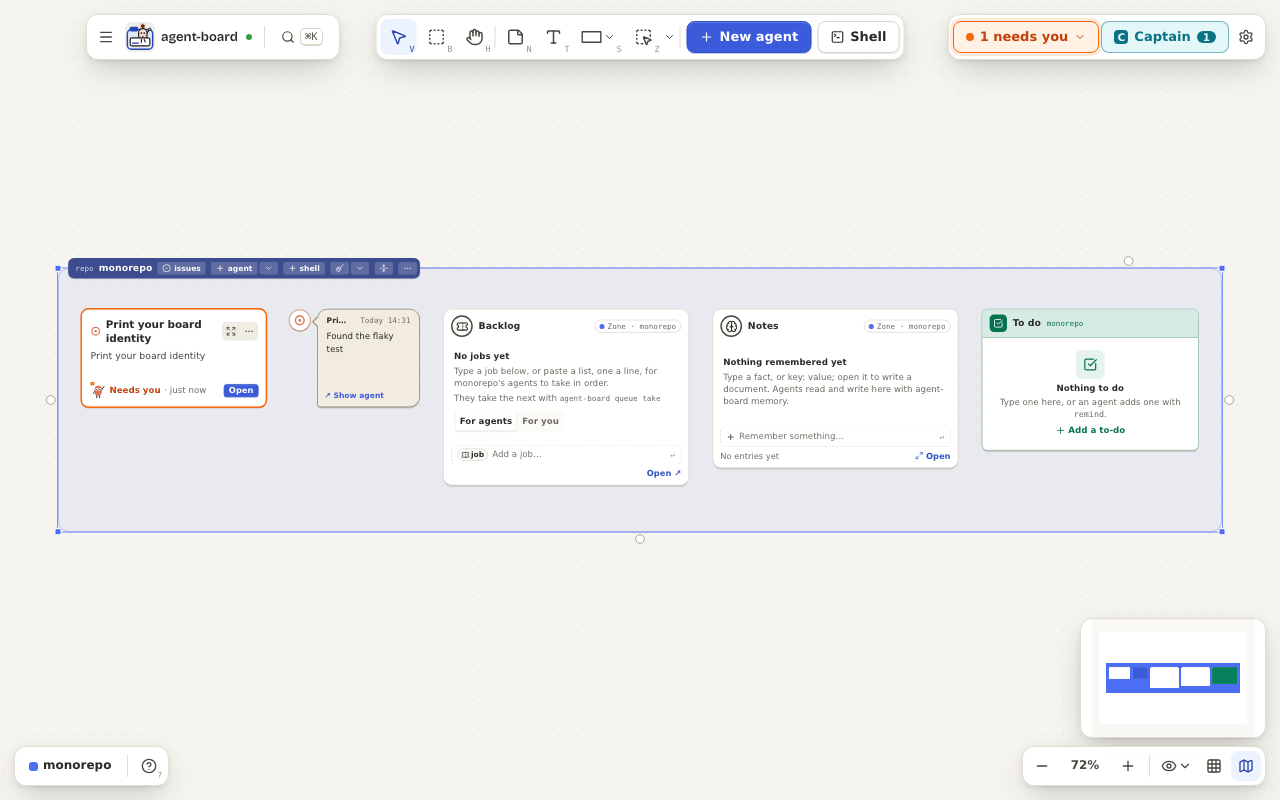 agent-board
⌘K
V
B
H
N
T
S
Z
+ New agent
Shell
1 needs you
C Captain 1
repo monorepo issues + agent + shell
Print your board identity
Print your board identity
Needs you · just now
Open
Pri... Today 14:31
Found the flaky test
↗ Show agent
Backlog
Zone · monorepo
No jobs yet
Type a job below, or paste a list, one a line, for
monorepo's agents to take in order.
They take the next with agent-board queue take
For agents For you
job Add a job...
Open ↗
Notes
Zone · monorepo
Nothing remembered yet
Type a fact, or key: value; open it to write a
document. Agents read and write here with agent-
board memory.
+ Remember something...
No entries yet
Open
To do monorepo
Nothing to do
Type one here, or an agent adds one with
remind.
+ Add a to-do
monorepo
?
72%